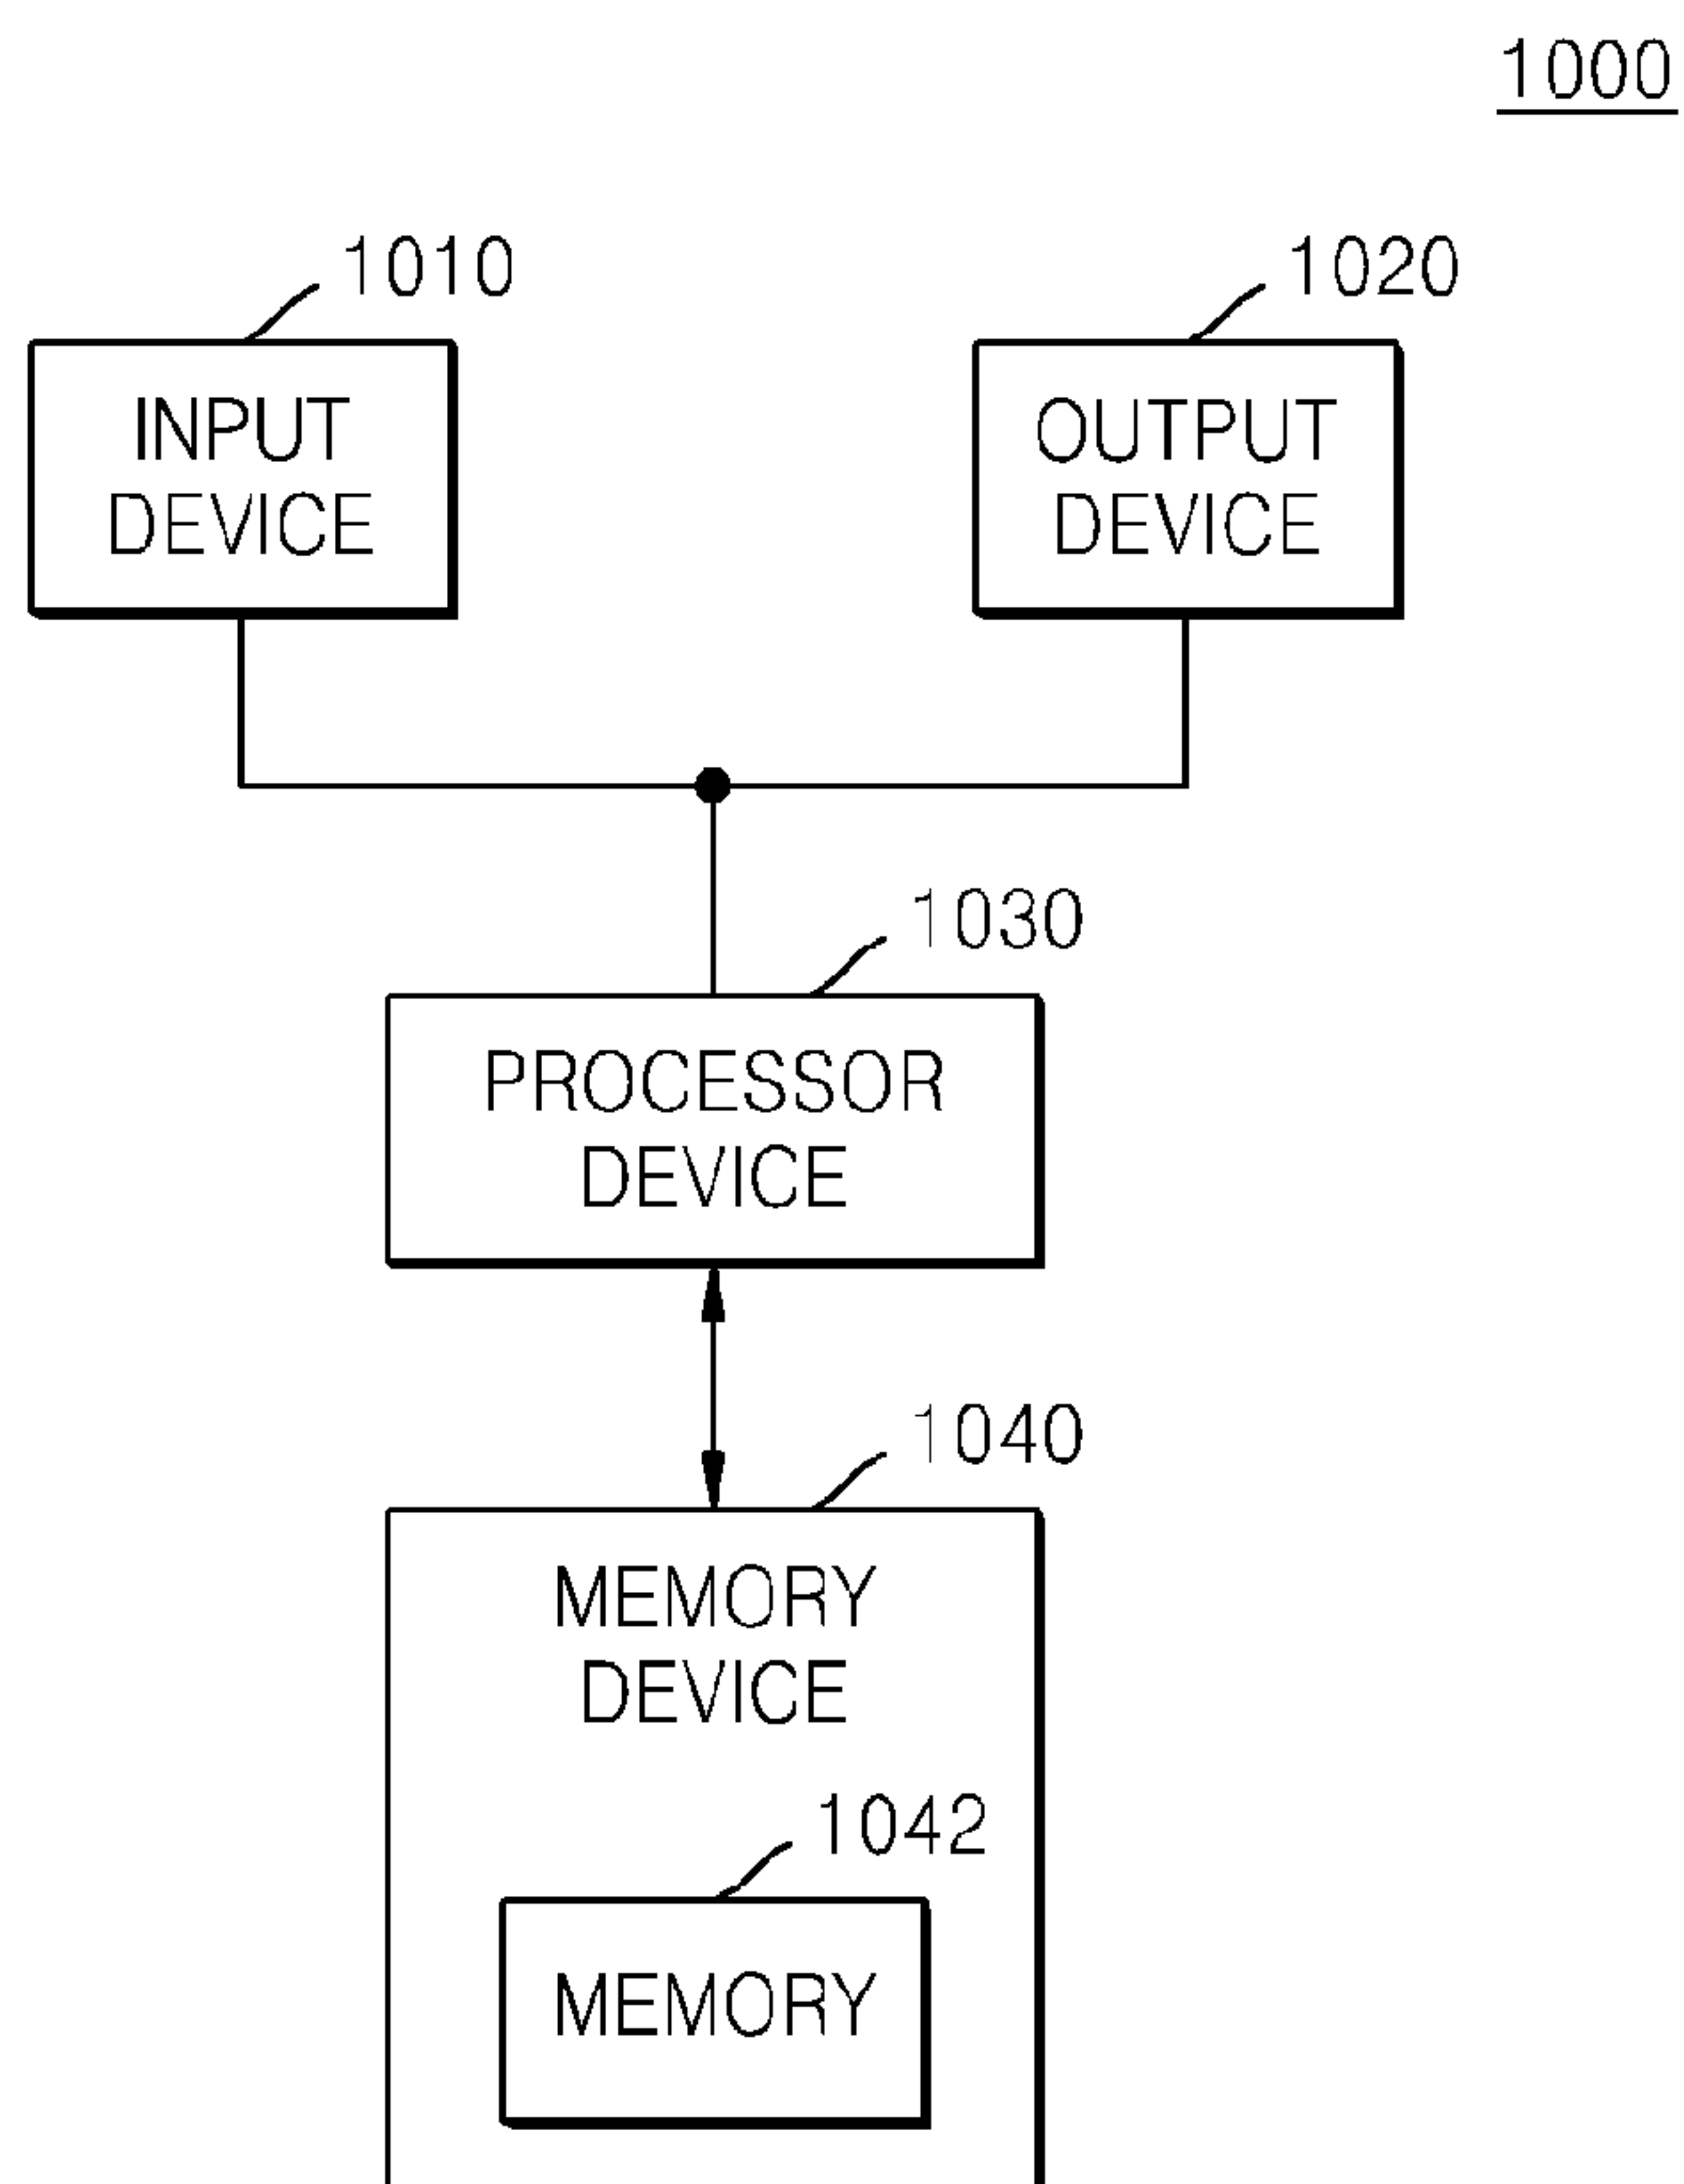 1000
1010
1020
INPUT
DEVICE
OUTPUT
DEVICE
1030
PROCESSOR
DEVICE
1040
MEMORY
DEVICE
1042
MEMORY